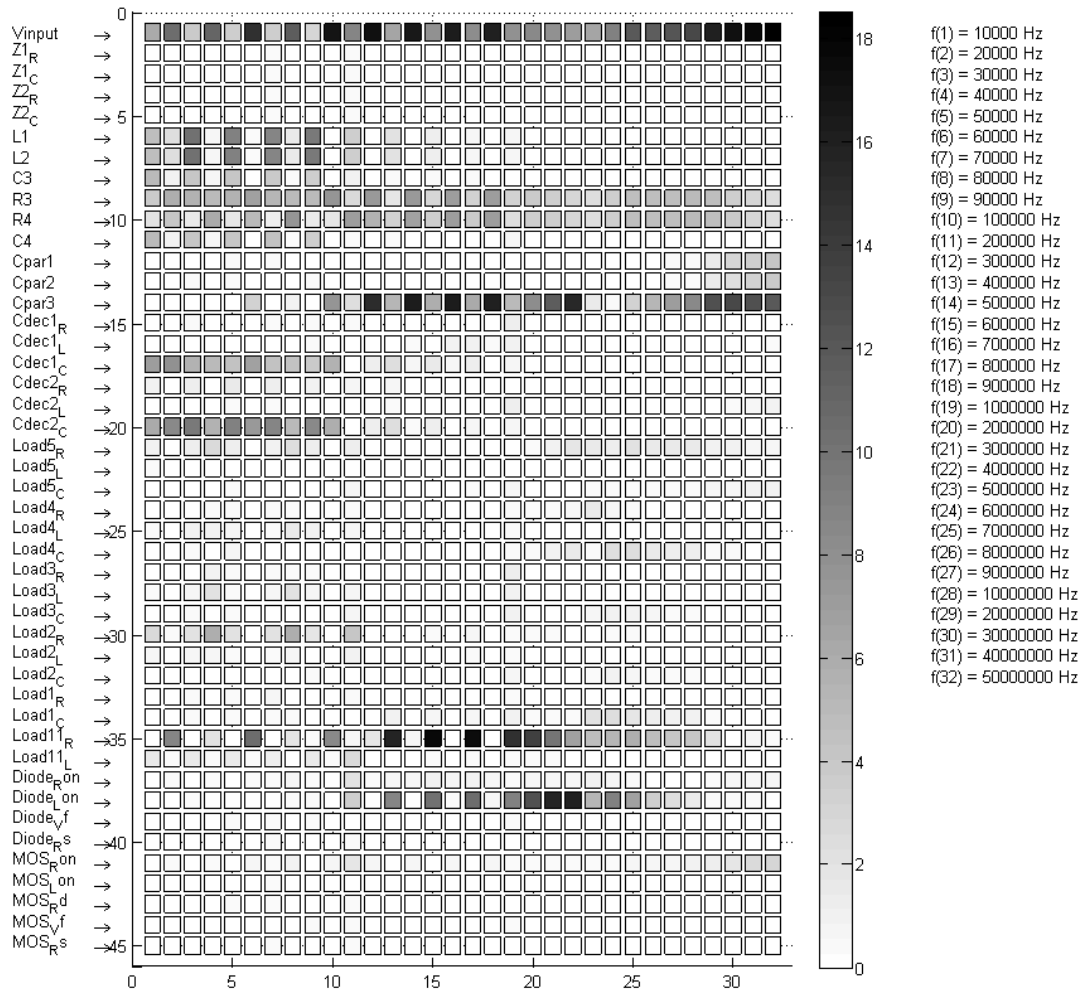 0
Vinput →
Z1R →
Z1C →
Z2R →
Z2C → 5
L1 →
L2 →
C3 →
R3 →
R4 → 10
C4 →
Cpar1 →
Cpar2 →
Cpar3 →
Cdec1R → 15
Cdec1L →
Cdec1C →
Cdec2R →
Cdec2L →
Cdec2C → 20
Load5R →
Load5L →
Load5C →
Load4R →
Load4L → 25
Load4C →
Load3R →
Load3L →
Load3C →
Load2R → 30
Load2L →
Load2C →
Load1R →
Load1C →
Load11R → 35
Load11L →
DiodeRon →
DiodeLon →
DiodeVf →
DiodeRs → 40
MOSRon →
MOSLon →
MOSRd →
MOSVf →
MOSRs → 45
0 5 10 15 20 25 30
18
16
14
12
10
8
6
4
2
0
f(1) = 10000 Hz
f(2) = 20000 Hz
f(3) = 30000 Hz
f(4) = 40000 Hz
f(5) = 50000 Hz
f(6) = 60000 Hz
f(7) = 70000 Hz
f(8) = 80000 Hz
f(9) = 90000 Hz
f(10) = 100000 Hz
f(11) = 200000 Hz
f(12) = 300000 Hz
f(13) = 400000 Hz
f(14) = 500000 Hz
f(15) = 600000 Hz
f(16) = 700000 Hz
f(17) = 800000 Hz
f(18) = 900000 Hz
f(19) = 1000000 Hz
f(20) = 2000000 Hz
f(21) = 3000000 Hz
f(22) = 4000000 Hz
f(23) = 5000000 Hz
f(24) = 6000000 Hz
f(25) = 7000000 Hz
f(26) = 8000000 Hz
f(27) = 9000000 Hz
f(28) = 10000000 Hz
f(29) = 20000000 Hz
f(30) = 30000000 Hz
f(31) = 40000000 Hz
f(32) = 50000000 Hz